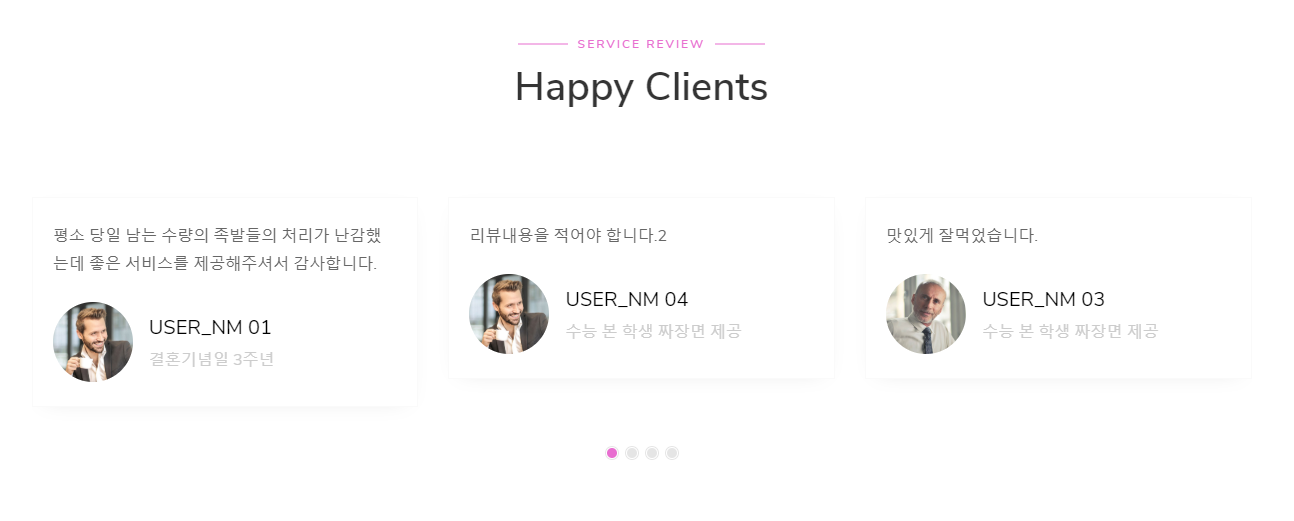 SERVICE REVIEW
Happy Clients
평소 당일 남는 수량의 족발들의 처리가 난감했
는데 좋은 서비스를 제공해주셔서 감사합니다.
USER_NM 01
결혼기념일 3주년
리뷰내용을 적어야 합니다.2
USER_NM 04
수능 본 학생 짜장면 제공
맛있게 잘먹었습니다.
USER_NM 03
수능 본 학생 짜장면 제공